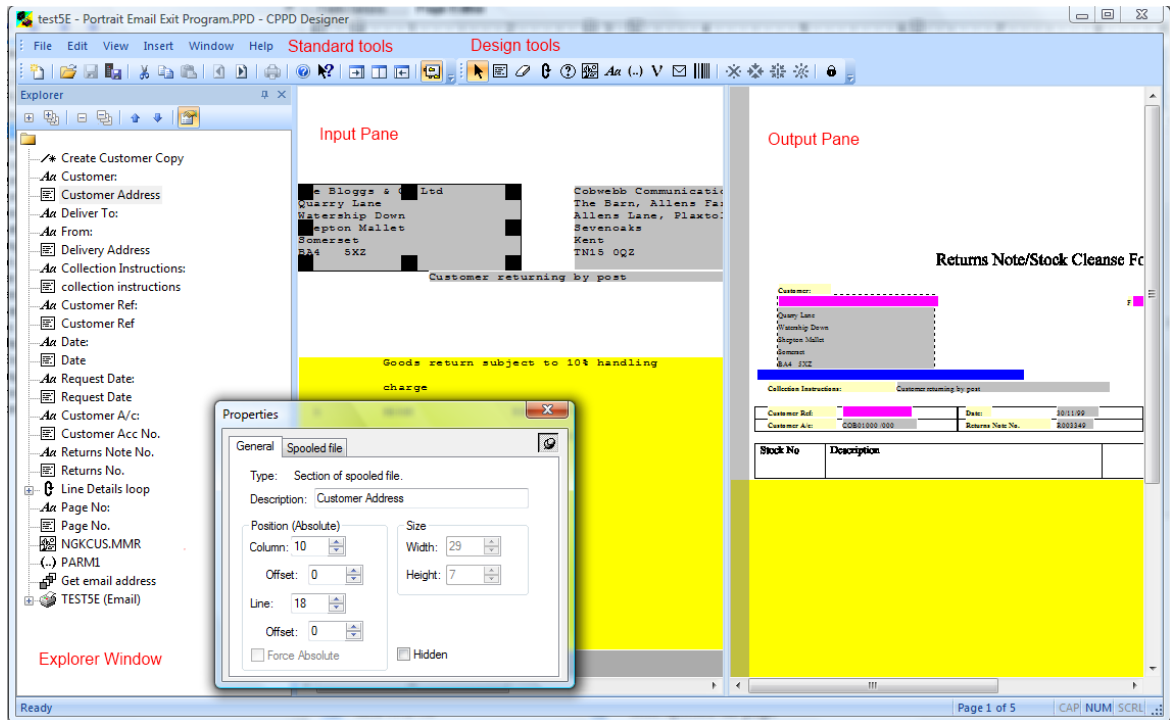 test5E - Portrait Email Exit Program.PPD - CPPD Designer
File Edit View Insert Window Help
Standard tools
Design tools
Explorer
Create Customer Copy
Customer:
Customer Address
Deliver To:
From:
Delivery Address
Collection Instructions:
collection instructions
Customer Ref:
Customer Ref
Date:
Date
Request Date:
Request Date
Customer A/c:
Customer Acc No.
Returns Note No.
Returns No.
Line Details loop
Page No:
Page No.
NGKCUS.MMR
PARM1
Get email address
TEST5E (Email)
Explorer Window
Input Pane
e Bloggs & Ltd
Quarry Lane
Watership Down
epton Mallet
Somerset
BA4 5XZ
Cobwebb Communicatio
The Barn, Allens Far
Allens Lane, Plaxtol
Sevenoaks
Kent
TN15 0QZ
Customer returning by post
Goods return subject to 10% handling
charge
Properties
General Spooled file
Type: Section of spooled file.
Description: Customer Address
Position (Absolute)
Column: 10
Offset: 0
Line: 18
Offset: 0
Force Absolute
Size
Width: 29
Height: 7
Hidden
Output Pane
Returns Note/Stock Cleanse Fo
Customer:
F
Quarry Lane
Watership Down
Shepton Mallet
Somerset
BA4 5XZ
Collection Instructions: Customer returning by post
Customer Ref: Date: 30/11/99
Customer A/c: COB01000 /000 Returns Note No. R003349
Stock No Description
Ready
Page 1 of 5
CAP NUM SCRL